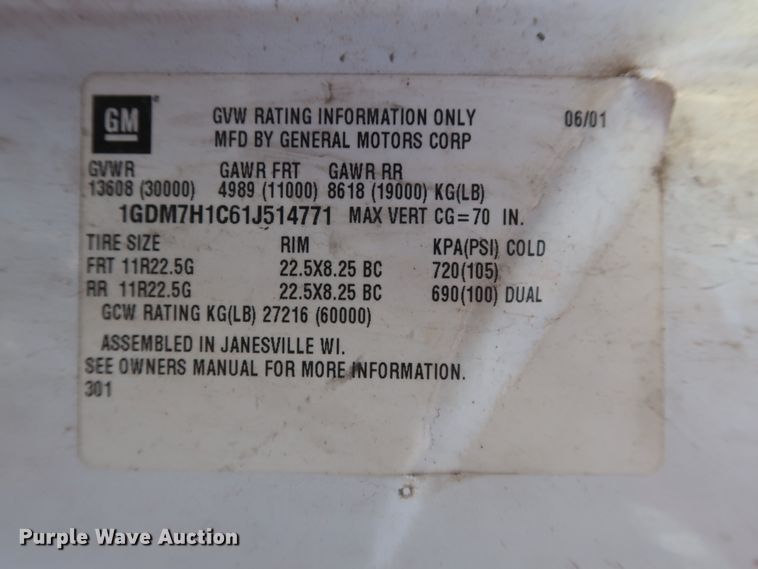 GM
GVW RATING INFORMATION ONLY 06/01
MFD BY GENERAL MOTORS CORP
GVWR GAWR FRT GAWR RR
13608 (30000) 4989 (11000) 8618 (19000) KG(LB)
1GDM7H1C61J514771 MAX VERT CG=70 IN.
TIRE SIZE RIM KPA(PSI) COLD
FRT 11R22.5G 22.5X8.25 BC 720(105)
RR 11R22.5G 22.5X8.25 BC 690(100) DUAL
GCW RATING KG(LB) 27216 (60000)
ASSEMBLED IN JANESVILLE WI.
SEE OWNERS MANUAL FOR MORE INFORMATION.
301
Purple Wave Auction